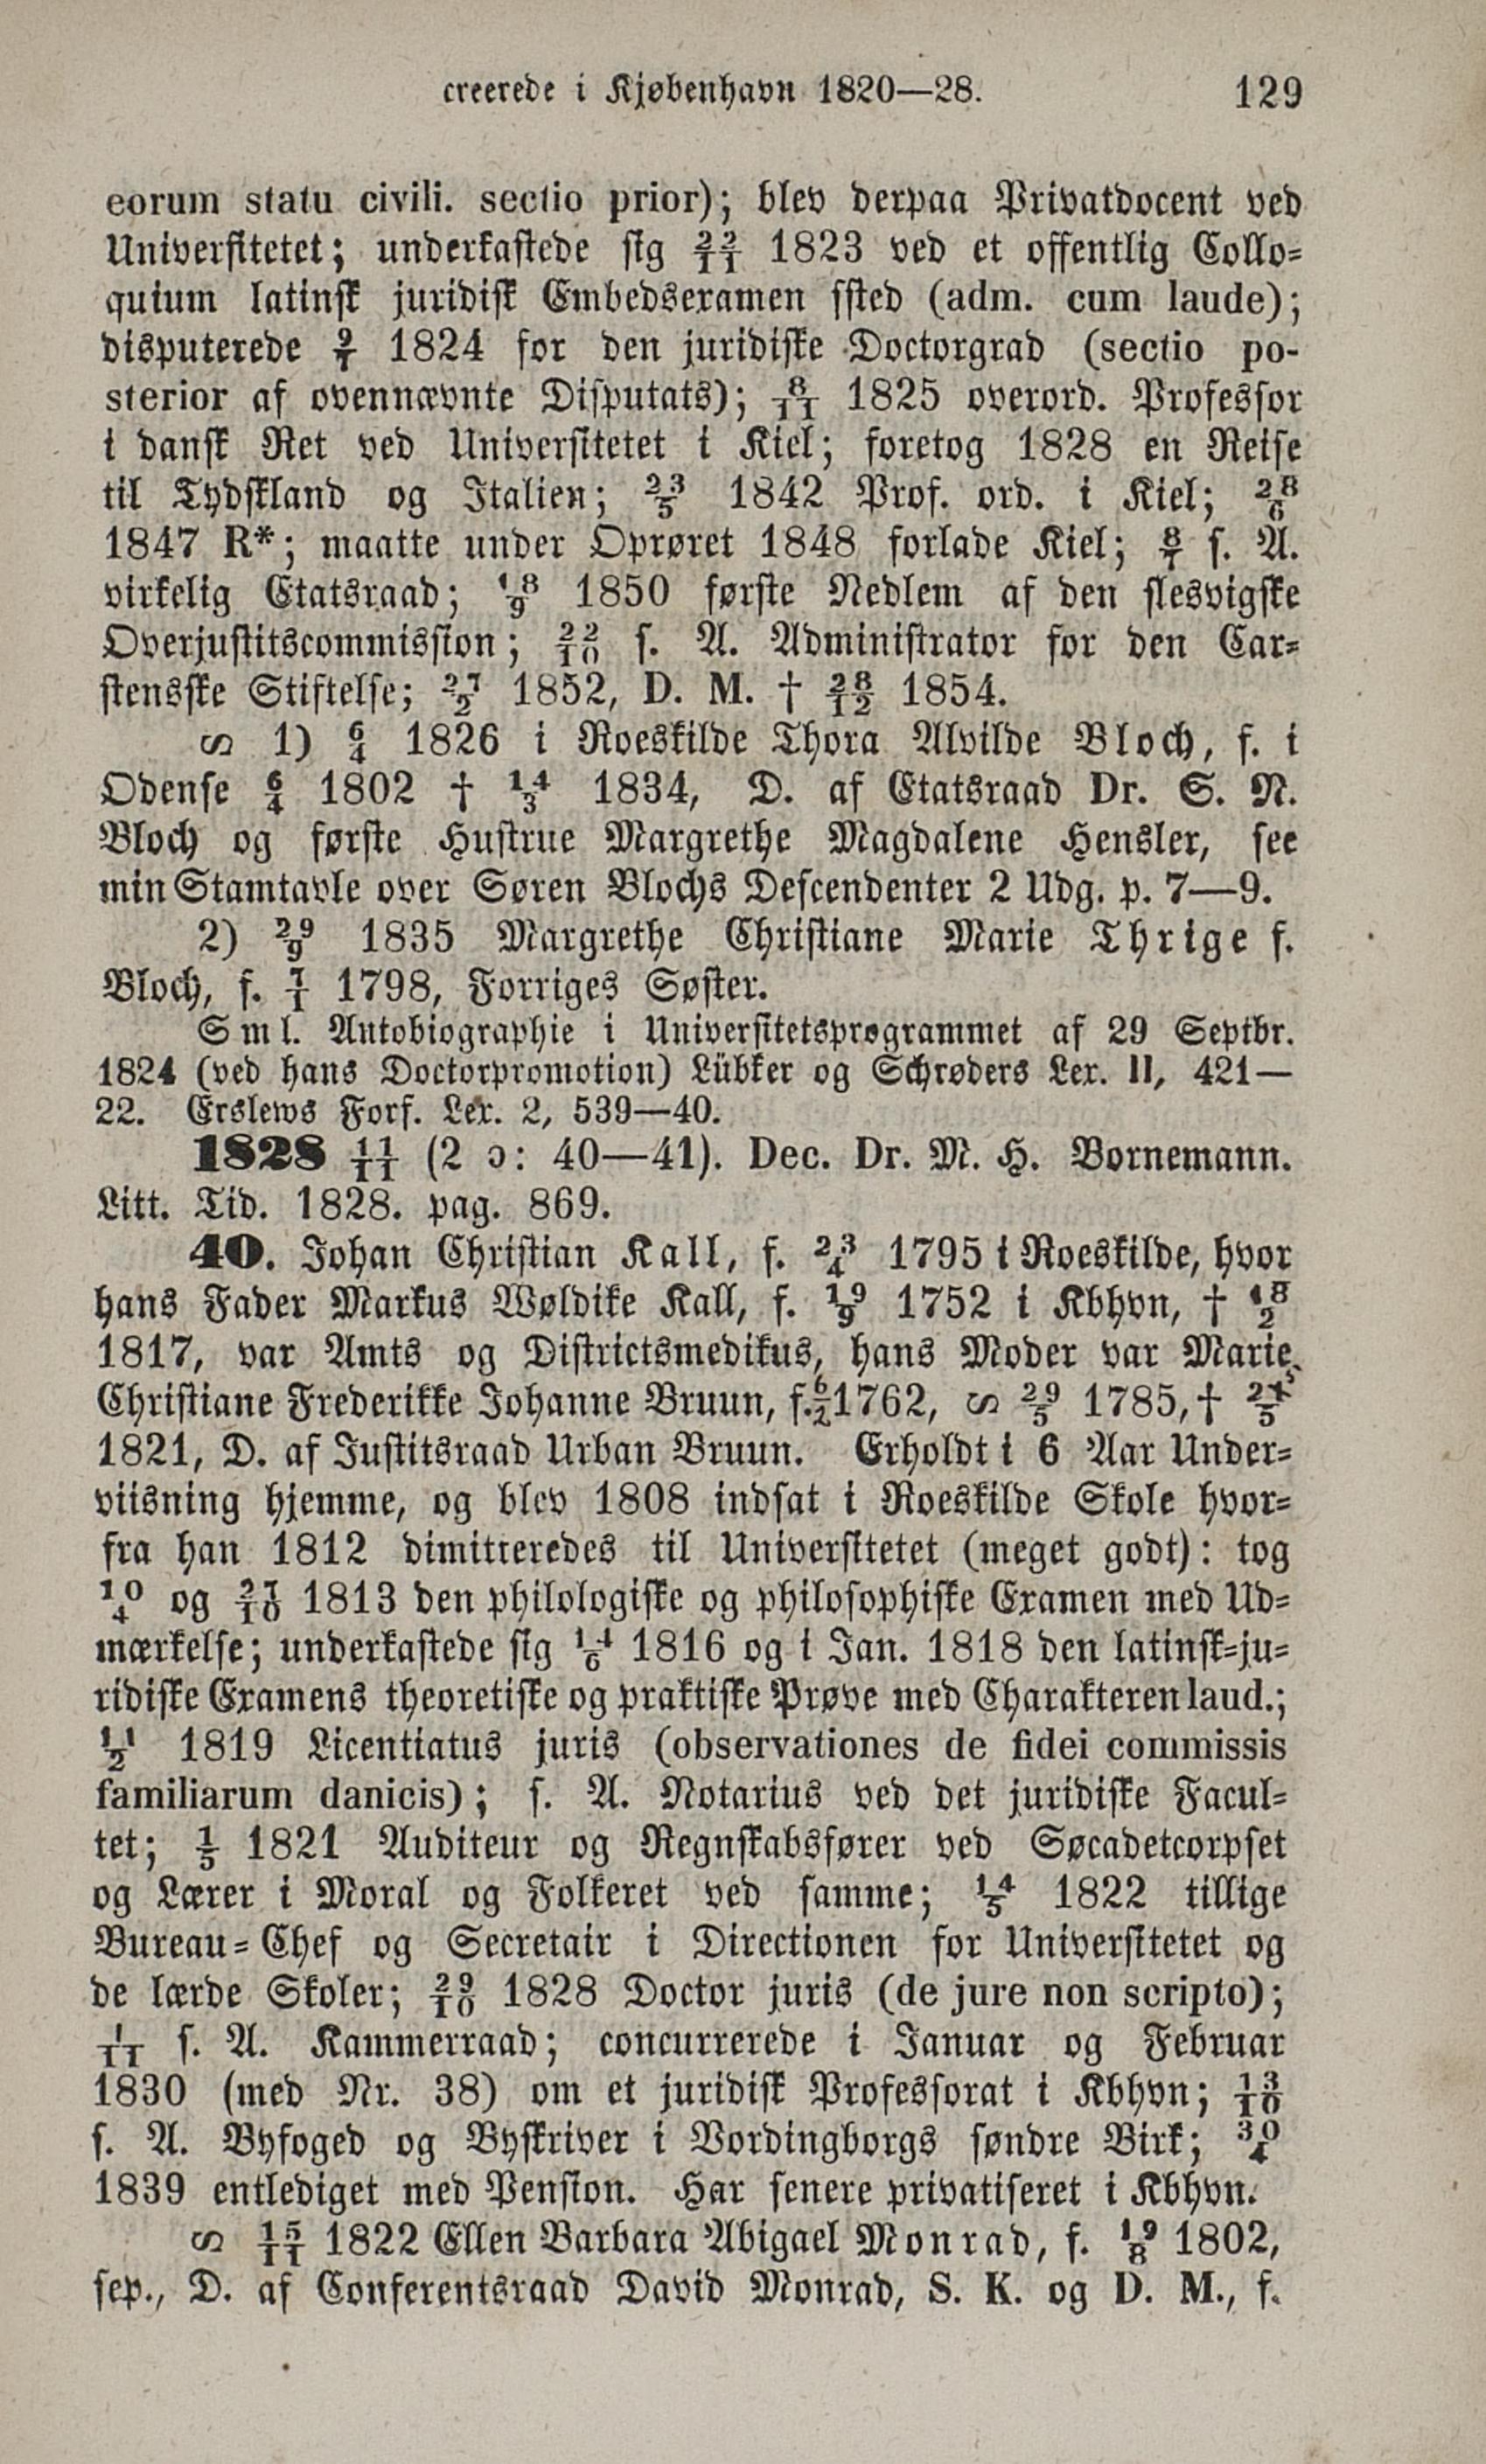 creerede i Kjøbenhavn 1820—28. 129
eorum statu civili. sectio prior); blev derpaa Privatdocent ved
Universitetet; underkastede sig 22/11 1823 ved et offentlig Collo-
quium latinsk juridisk Embedsexamen ssted (adm. cum laude);
disputerede 9/7 1824 for den juridiske Doctorgrad (sectio po-
sterior af ovennævnte Disputats); 8/11 1825 overord. Professor
i dansk Ret ved Universitetet i Kiel; foretog 1828 en Reise
til Tydskland og Italien; 23/5 1842 Prof. ord. i Kiel; 28/6
1847 R*; maatte under Oprøret 1848 forlade Kiel; 8/7 s. A.
virkelig Etatsraad; 18/9 1850 første Nedlem af den slesvigske
Overjustitscommission; 22/10 s. A. Administrator for den Car-
stensske Stiftelse; 27/2 1852, D. M. † 28/12 1854.
ᔕ 1) 6/4 1826 i Roeskilde Thora Alvilde Bloch, f. i
Odense 6/4 1802 † 14/3 1834, D. af Etatsraad Dr. S. N.
Bloch og første Hustrue Margrethe Magdalene Hensler, see
min Stamtavle over Søren Blochs Descendenter 2 Udg. p. 7—9.
2) 29/9 1835 Margrethe Christiane Marie Thrige f.
Bloch, f. 7/1 1798, Forriges Søster.
Sml. Autobiographie i Universitetsprogrammet af 29 Septbr.
1824 (ved hans Doctorpromotion) Lübker og Schrøders Lex. II, 421—
22. Erslews Forf. Lex. 2, 539—40.
1828 11/11 (2 ɔ: 40—41). Dec. Dr. M. H. Bornemann.
Litt. Tid. 1828. pag. 869.
40. Johan Christian Kall, f. 23/4 1795 i Roeskilde, hvor
hans Fader Markus Wøldike Kall, f. 19/9 1752 i Kbhvn, † 18/2
1817, var Amts og Districtsmedikus, hans Moder var Marie
Christiane Frederikke Johanne Bruun, f. 6/2 1762, ᔕ 29/5 1785, † 24/5
1821, D. af Justitsraad Urban Bruun. Erholdt i 6 Aar Under-
viisning hjemme, og blev 1808 indsat i Roeskilde Skole hvor-
fra han 1812 dimitteredes til Universitetet (meget godt): tog
10/4 og 27/10 1813 den philologiske og philosophiske Examen med Ud-
mærkelse; underkastede sig 14/6 1816 og i Jan. 1818 den latinsk-ju-
ridiske Examens theoretiske og praktiske Prøve med Charakteren laud.;
11/2 1819 Licentiatus juris (observationes de fidei commissis
familiarum danicis); s. A. Notarius ved det juridiske Facul-
tet; 1/5 1821 Auditeur og Regnskabsfører ved Søcadetcorpset
og Lærer i Moral og Folkeret ved samme; 14/5 1822 tillige
Bureau-Chef og Secretair i Directionen for Universitetet og
de lærde Skoler; 29/10 1828 Doctor juris (de jure non scripto);
1/11 s. A. Kammerraad; concurrerede i Januar og Februar
1830 (med Nr. 38) om et juridisk Professorat i Kbhvn; 13/10
s. A. Byfoged og Byskriver i Vordingborgs søndre Birk; 30/4
1839 entlediget med Pension. Har senere privatiseret i Kbhvn.
ᔕ 15/11 1822 Ellen Barbara Abigael Monrad, f. 19/8 1802,
sep., D. af Conferentsraad David Monrad, S. K. og D. M., f.